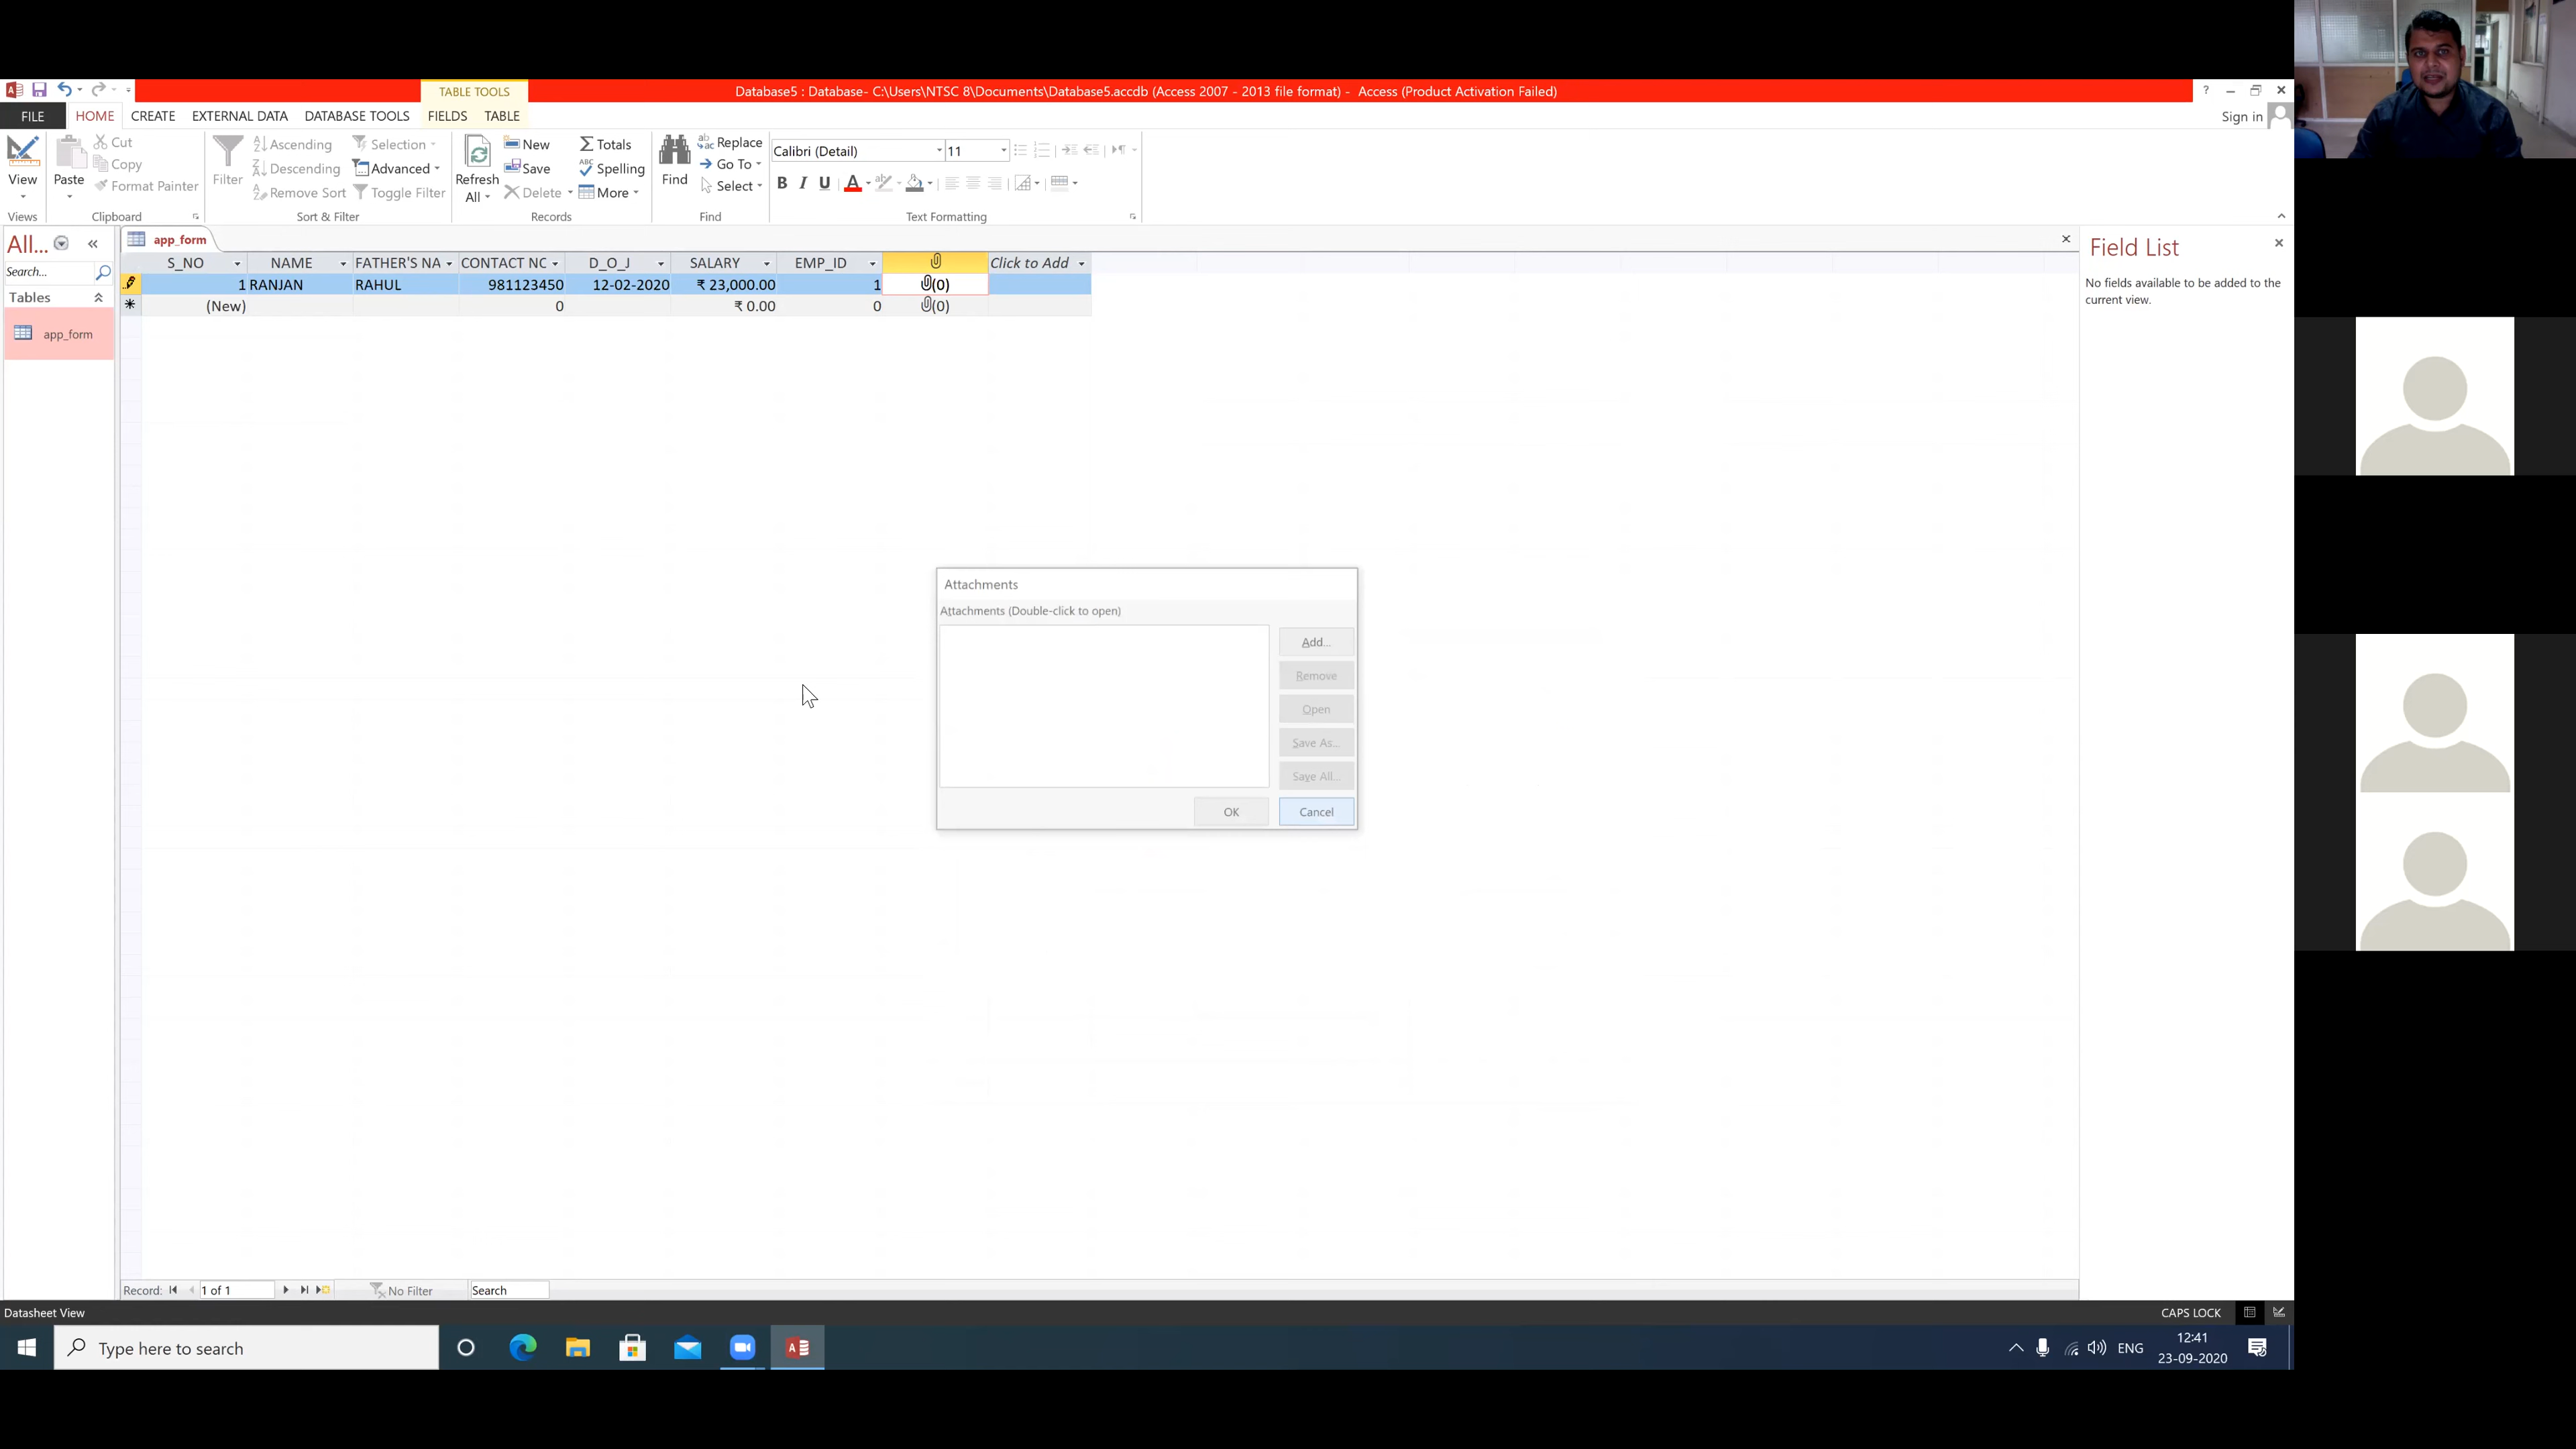 TABLE TOOLS
Database5 : Database- C:\Users\NTSC 8\Documents\Database5.accdb (Access 2007 - 2013 file format) - Access (Product Activation Failed)
?
FILE HOME CREATE EXTERNAL DATA DATABASE TOOLS FIELDS TABLE
Sign in
View
Views
Paste
Cut
Copy
Format Painter
Clipboard
Filter
Ascending
Descending
Remove Sort
Selection
Advanced
Toggle Filter
Sort & Filter
Refresh
All
New
Save
Delete
Totals
Spelling
More
Records
Find
Replace
Go To
Select
Find
Calibri (Detail) 11
B I U A
Text Formatting
All...
Search...
Tables
app_form
app_form
S_NO NAME FATHER'S NA CONTACT NC D_O_J SALARY EMP_ID Click to Add
1 RANJAN RAHUL 981123450 12-02-2020 ₹ 23,000.00 1 (0)
(New) 0 ₹ 0.00 0 (0)
Field List
No fields available to be added to the
current view.
Attachments
Attachments (Double-click to open)
Add...
Remove
Open
Save As...
Save All...
OK Cancel
Record: 1 of 1 No Filter Search
Datasheet View
CAPS LOCK
Type here to search
ENG
12:41
23-09-2020